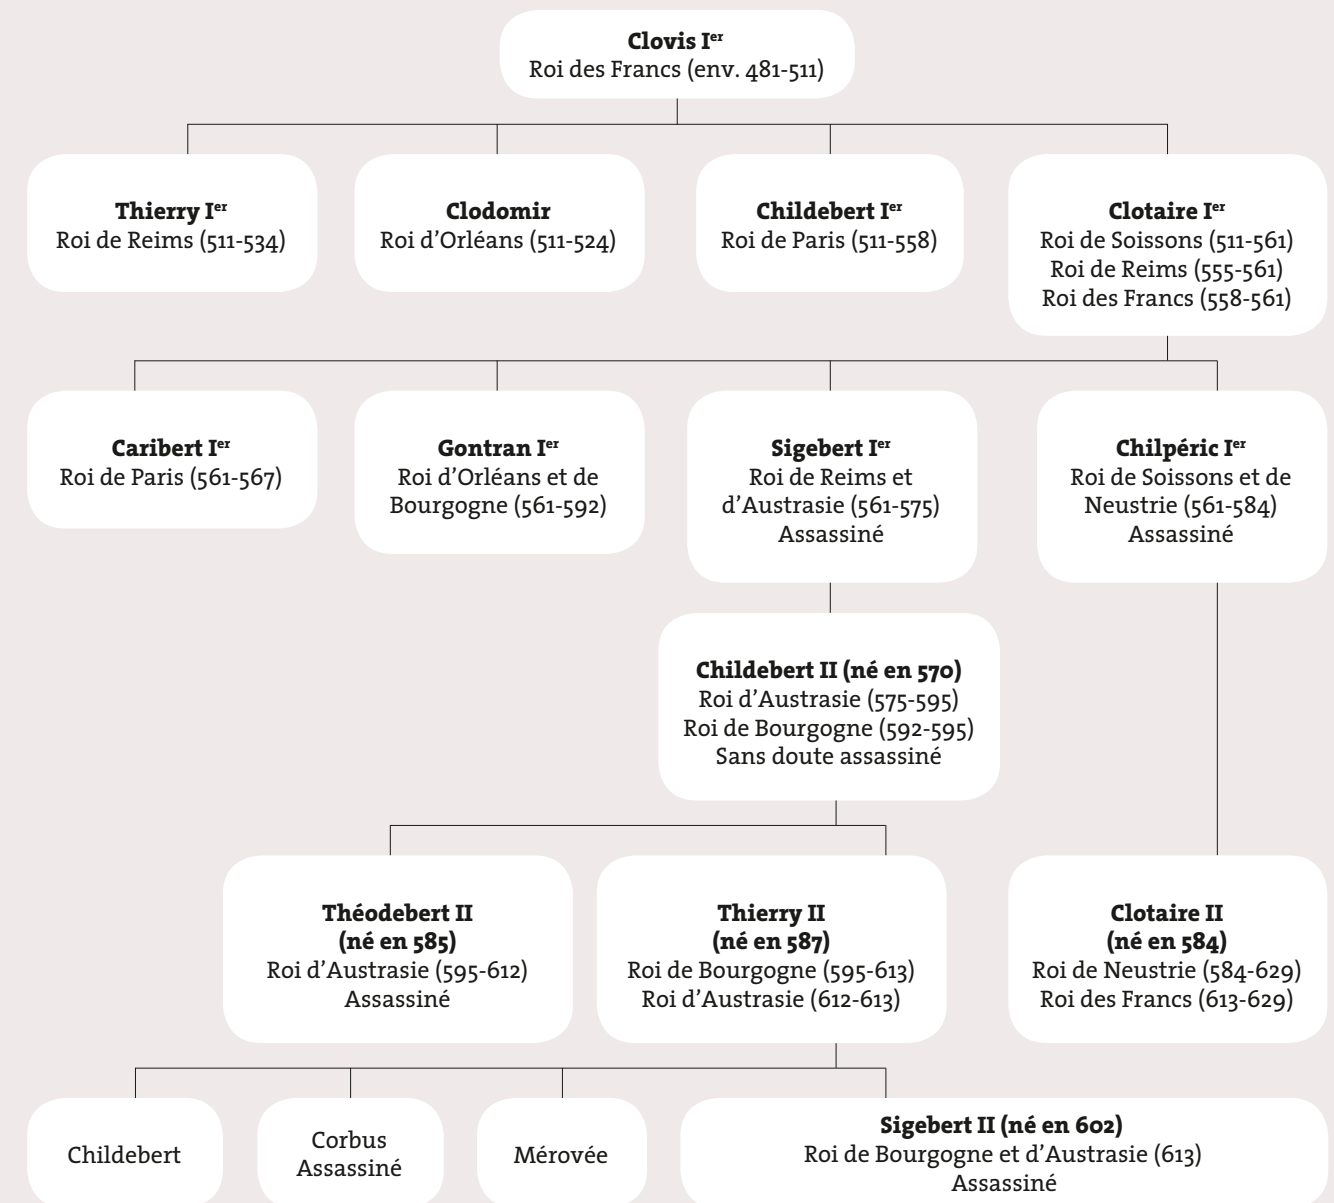 Clovis Ier
Roi des Francs (env. 481-511)
Thierry Ier
Roi de Reims (511-534)
Clodomir
Roi d'Orléans (511-524)
Childebert Ier
Roi de Paris (511-558)
Clotaire Ier
Roi de Soissons (511-561)
Roi de Reims (555-561)
Roi des Francs (558-561)
Caribert Ier
Roi de Paris (561-567)
Gontran Ier
Roi d'Orléans et de
Bourgogne (561-592)
Sigebert Ier
Roi de Reims et
d'Austrasie (561-575)
Assassiné
Chilpéric Ier
Roi de Soissons et de
Neustrie (561-584)
Assassiné
Childebert II (né en 570)
Roi d'Austrasie (575-595)
Roi de Bourgogne (592-595)
Sans doute assassiné
Théodebert II
(né en 585)
Roi d'Austrasie (595-612)
Assassiné
Thierry II
(né en 587)
Roi de Bourgogne (595-613)
Roi d'Austrasie (612-613)
Clotaire II
(né en 584)
Roi de Neustrie (584-629)
Roi des Francs (613-629)
Childebert
Corbus
Assassiné
Mérovée
Sigebert II (né en 602)
Roi de Bourgogne et d'Austrasie (613)
Assassiné